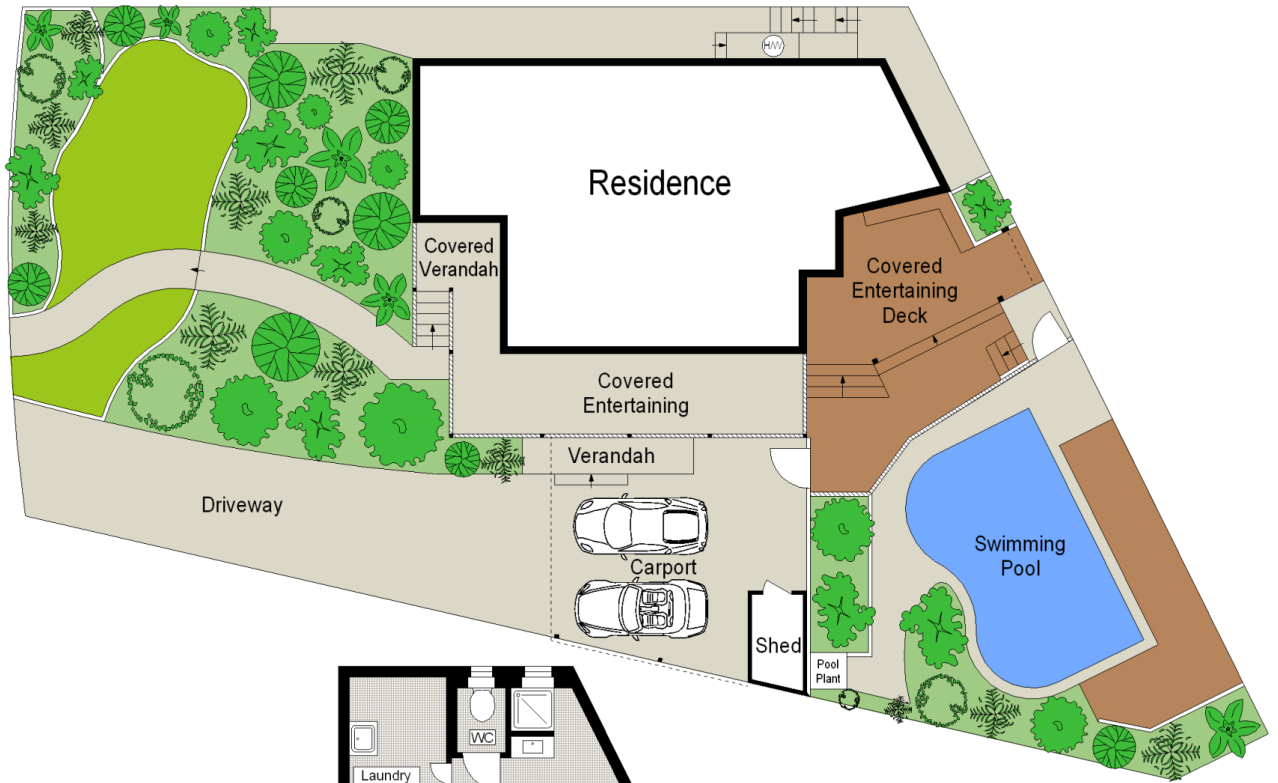 H/W
Residence
Covered
Verandah
Covered
Entertaining
Deck
Covered
Entertaining
Verandah
Driveway
Carport
Swimming
Pool
Shed
Pool
Plant
WC
Laundry